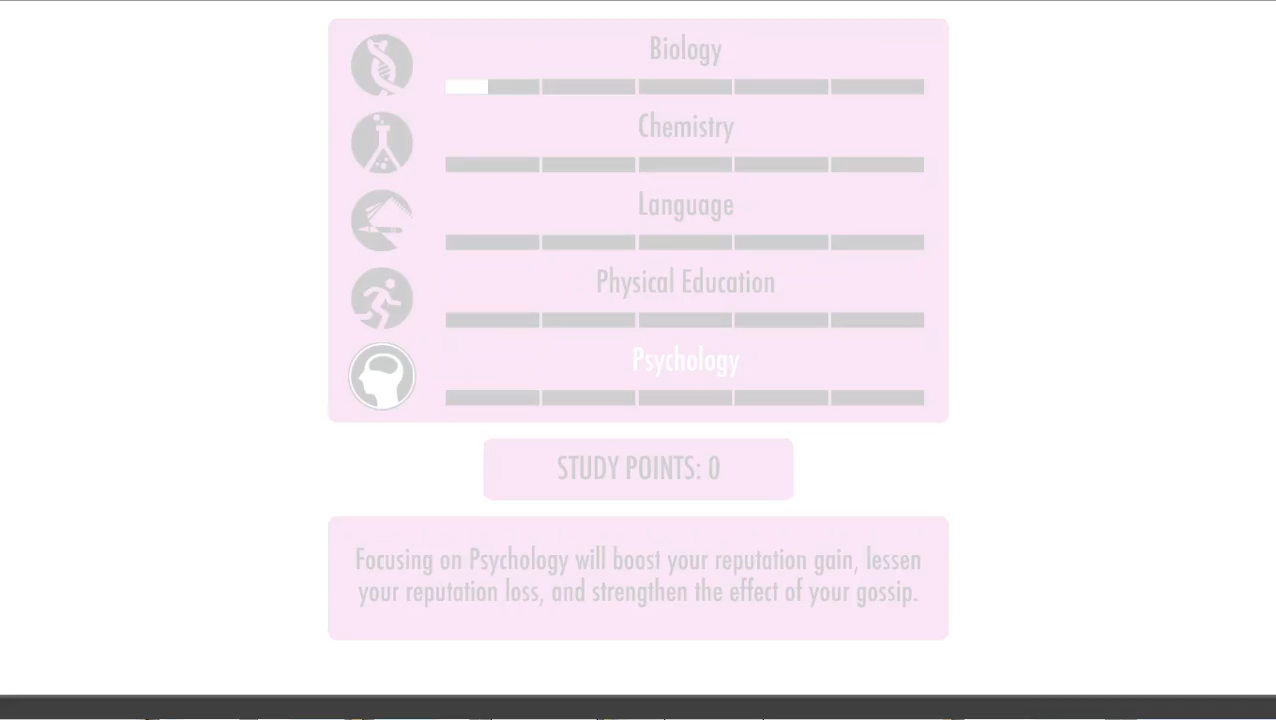 Biology
Chemistry
Language
Physical Education
Psychology
STUDY POINTS: 0
Focusing on Psychology will boost your reputation gain, lessen
your reputation loss, and strengthen the effect of your gossip.